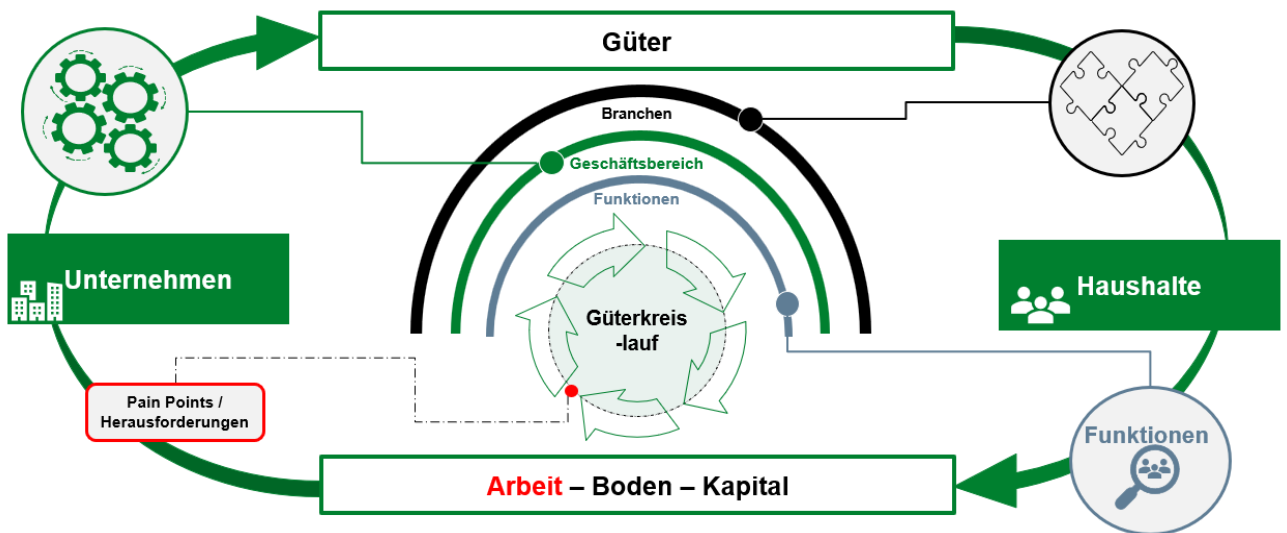 Güter
Branchen
Geschäftsbereich
Funktionen
Unternehmen
Haushalte
Güterkreis
-lauf
Pain Points /
Herausforderungen
Funktionen
Arbeit – Boden – Kapital